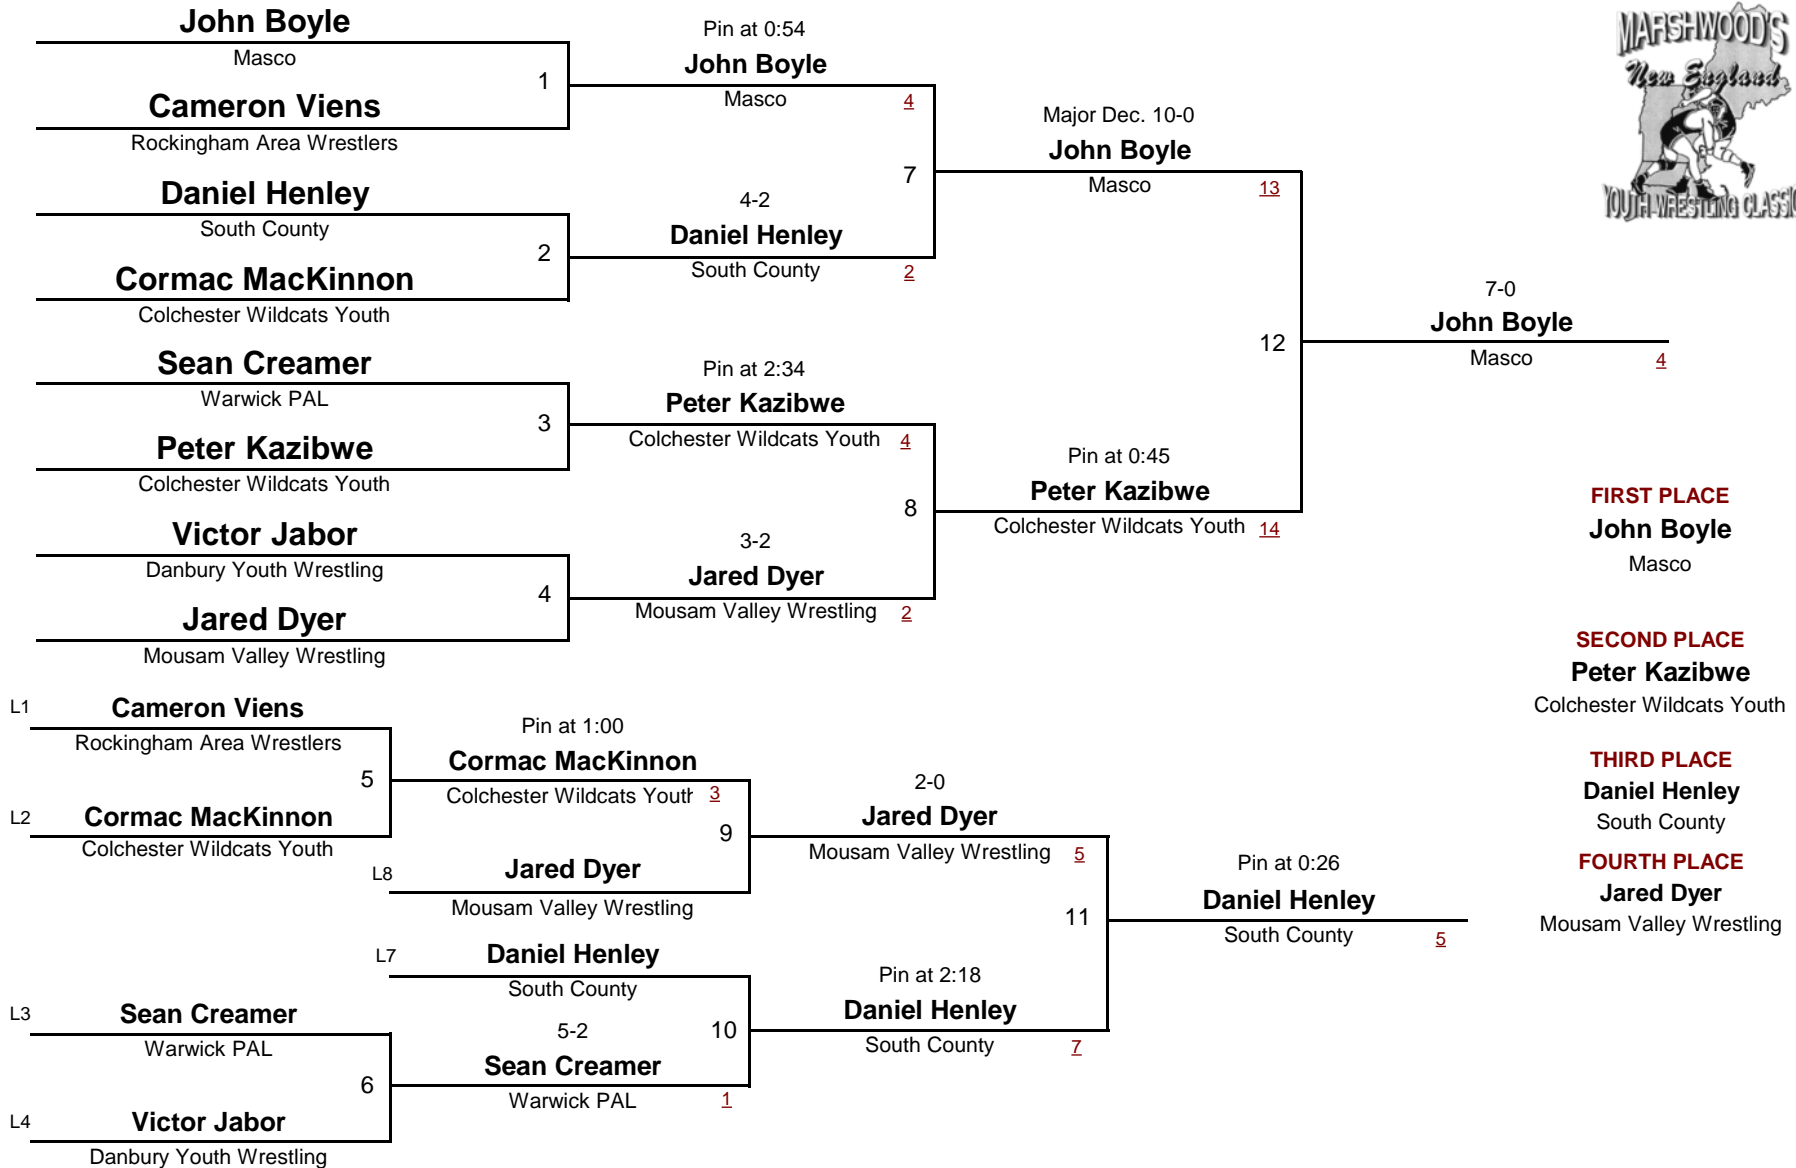 John Boyle
Masco
1
Cameron Viens
Rockingham Area Wrestlers
Daniel Henley
South County
2
Cormac MacKinnon
Colchester Wildcats Youth
Sean Creamer
Warwick PAL
3
Peter Kazibwe
Colchester Wildcats Youth
Victor Jabor
Danbury Youth Wrestling
4
Jared Dyer
Mousam Valley Wrestling
Pin at 0:54
John Boyle
Masco 4
7
4-2
Daniel Henley
South County 2
Pin at 2:34
Peter Kazibwe
Colchester Wildcats Youth 4
8
3-2
Jared Dyer
Mousam Valley Wrestling 2
Major Dec. 10-0
John Boyle
Masco 13
12
Pin at 0:45
Peter Kazibwe
Colchester Wildcats Youth 14
7-0
John Boyle
Masco 4
MARSHWOOD'S
New England
YOUTH WRESTLING CLASSIC
FIRST PLACE
John Boyle
Masco
SECOND PLACE
Peter Kazibwe
Colchester Wildcats Youth
THIRD PLACE
Daniel Henley
South County
FOURTH PLACE
Jared Dyer
Mousam Valley Wrestling
L1 Cameron Viens
Rockingham Area Wrestlers
5
L2 Cormac MacKinnon
Colchester Wildcats Youth
L3 Sean Creamer
Warwick PAL
6
L4 Victor Jabor
Danbury Youth Wrestling
Pin at 1:00
Cormac MacKinnon
Colchester Wildcats Youth 3
9
L8 Jared Dyer
Mousam Valley Wrestling
L7 Daniel Henley
South County
5-2 10
Sean Creamer
Warwick PAL 1
2-0
Jared Dyer
Mousam Valley Wrestling 5
11
Pin at 2:18
Daniel Henley
South County 7
Pin at 0:26
Daniel Henley
South County 5